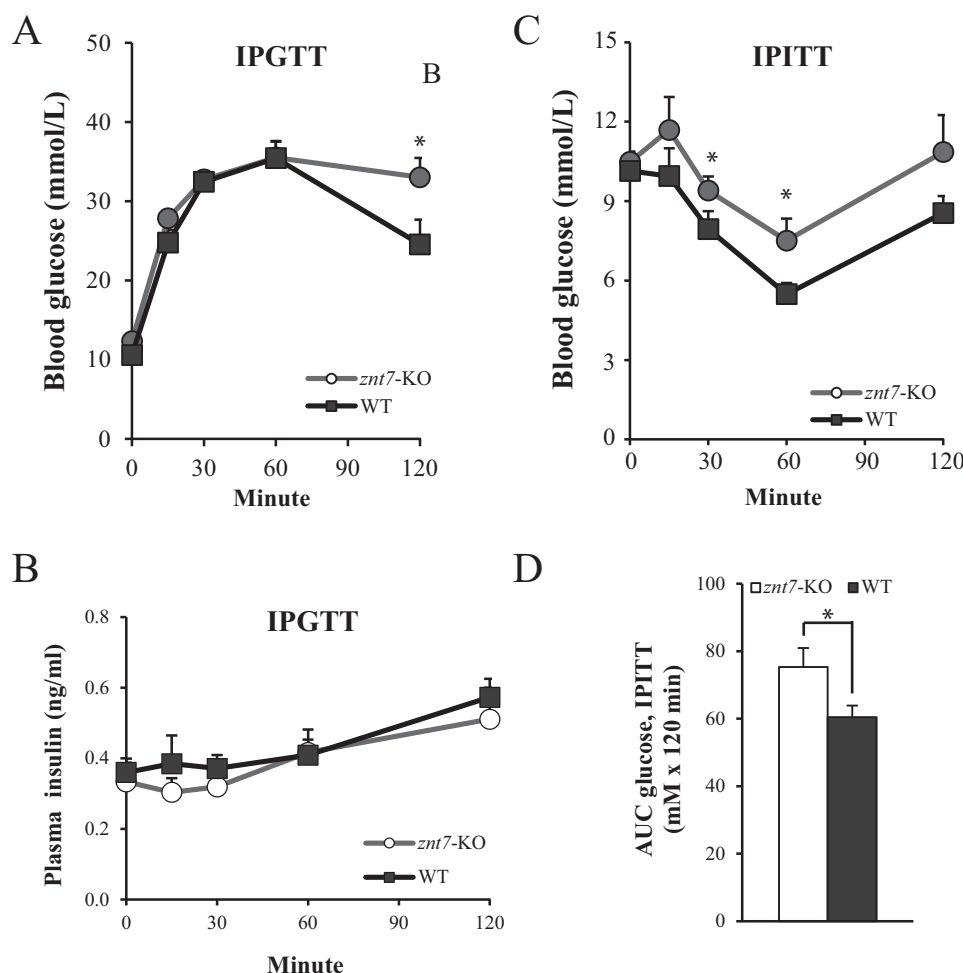 A
IPGTT
B
Blood glucose (mmol/L)
50
40
30
20
10
0
*
znt7-KO
WT
0 30 60 90 120
Minute
C
IPITT
Blood glucose (mmol/L)
15
12
9
6
3
0
*
*
znt7-KO
WT
0 30 60 90 120
Minute
B
IPGTT
Plasma insulin (ng/ml)
0.8
0.6
0.4
0.2
0.0
znt7-KO
WT
0 30 60 90 120
Minute
D
AUC glucose, IPITT
(mM x 120 min)
100
80
60
40
20
0
znt7-KO WT
*